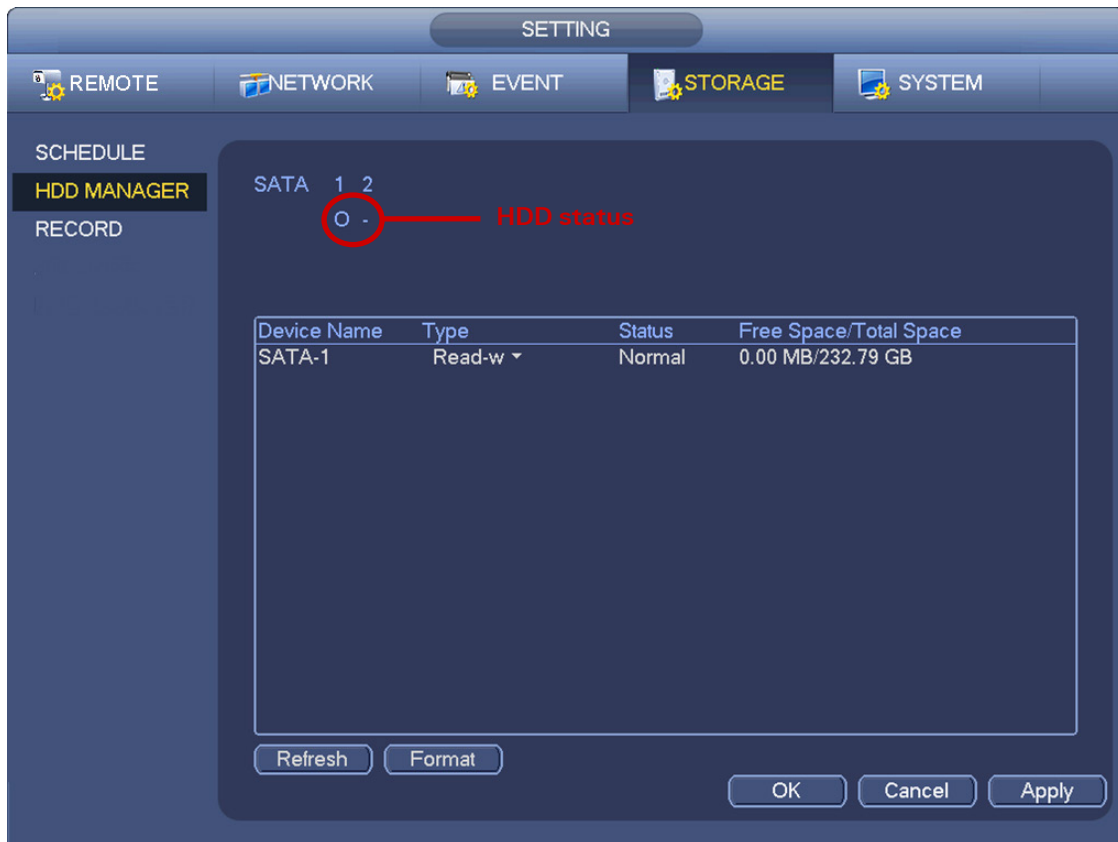 SETTING
REMOTE NETWORK EVENT STORAGE SYSTEM
SCHEDULE
HDD MANAGER
RECORD
SATA 1 2
O -
HDD status
Device Name Type Status Free Space/Total Space
SATA-1 Read-w Normal 0.00 MB/232.79 GB
Refresh Format
OK Cancel Apply